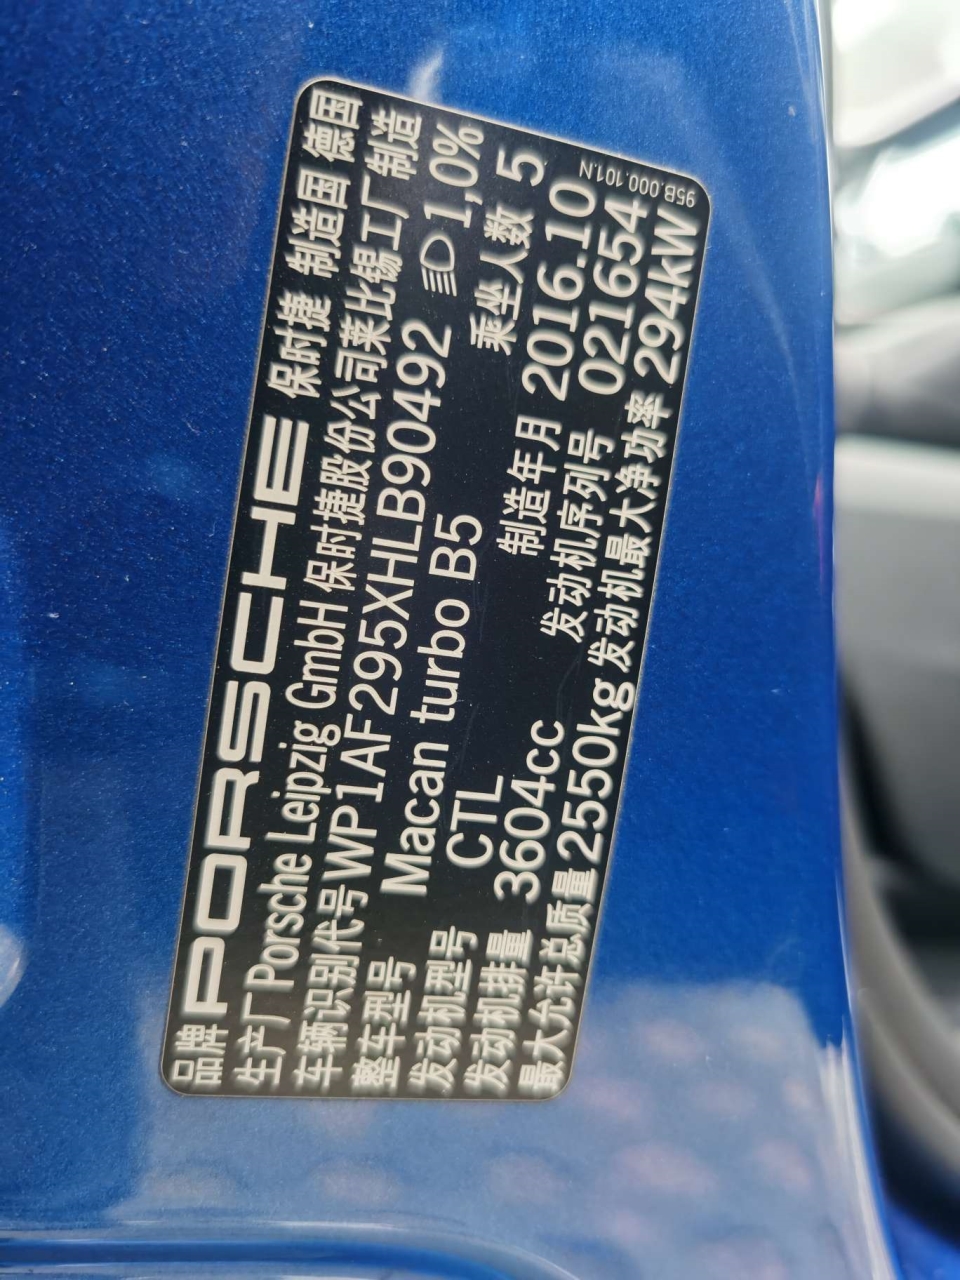 95B.000.101.N
品牌 PORSCHE 保时捷 制造国 德国
生产厂 Porsche Leipzig GmbH 保时捷股份公司莱比锡工厂 制造
车辆识别代号 WP1AF295XHLB90492 1,0%
整车型号 Macan turbo B5 乘坐人数 5
发动机型号 CTL 制造年月 2016.10
发动机排量 3604cc 发动机序列号 021654
最大允许总质量 2550kg 发动机最大净功率 294kW